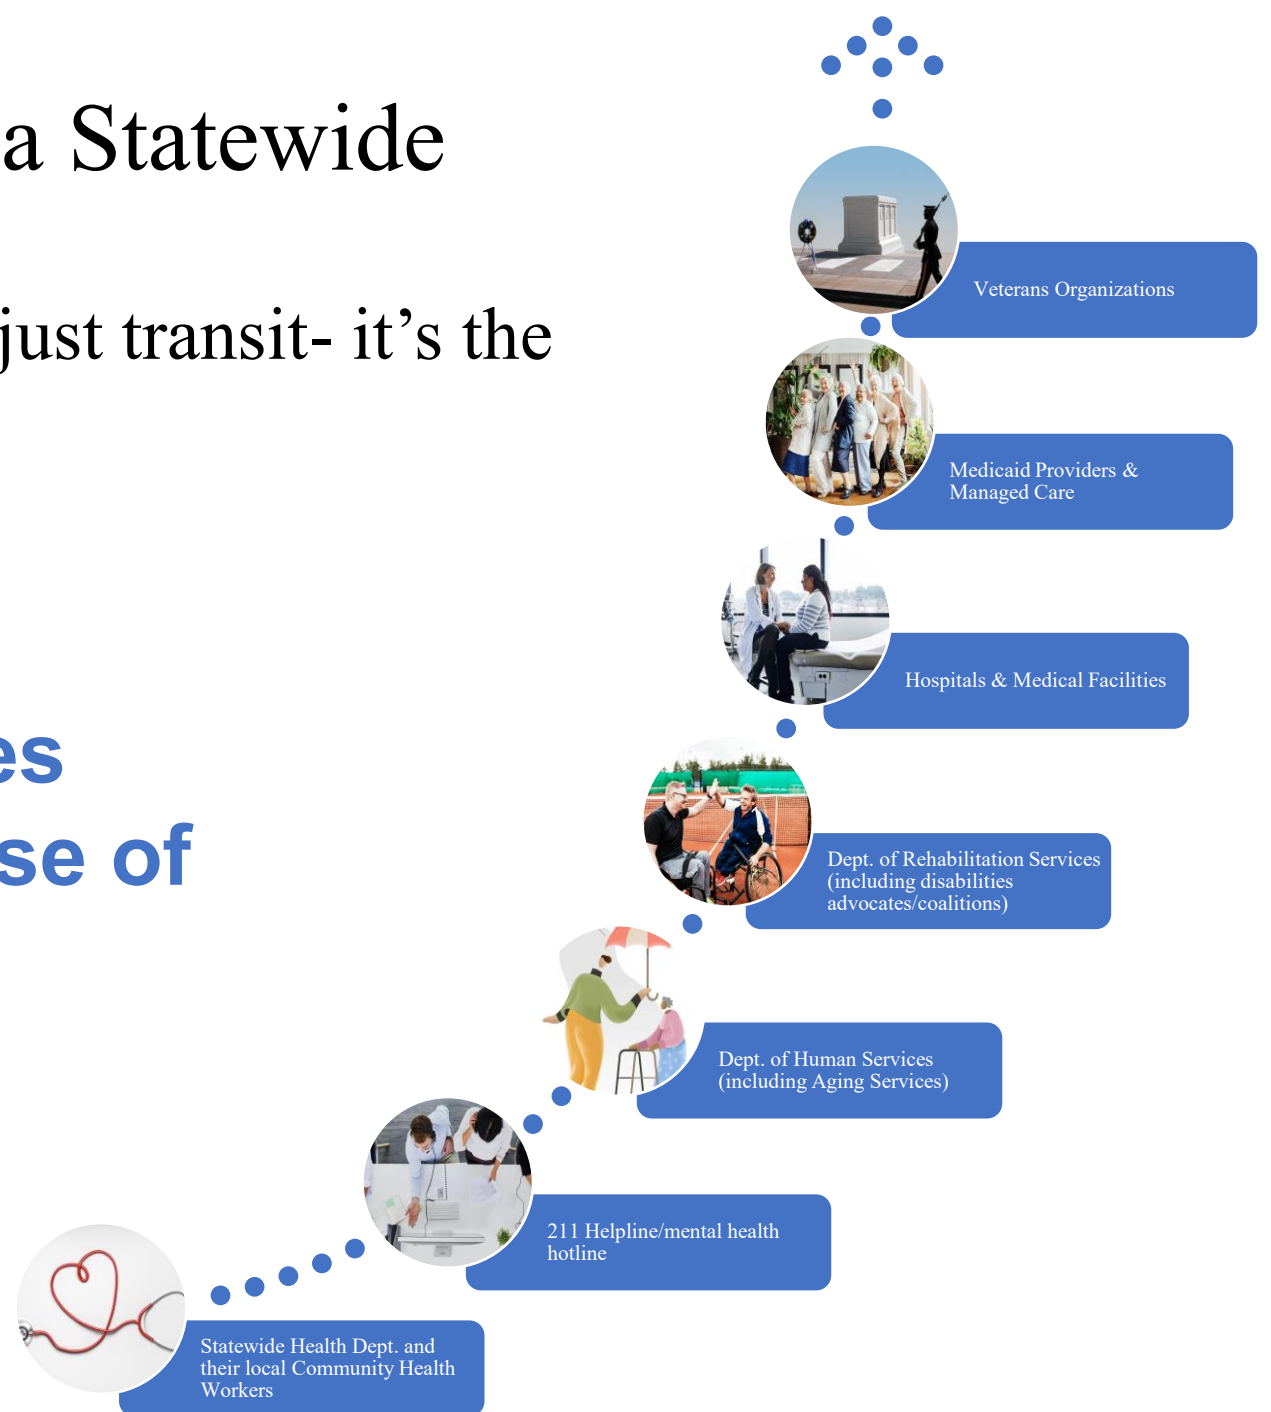 a Statewide
just transit- it’s the
es
se of
Veterans Organizations
Medicaid Providers &
Managed Care
Hospitals & Medical Facilities
Dept. of Rehabilitation Services
(including disabilities
advocates/coalitions)
Dept. of Human Services
(including Aging Services)
211 Helpline/mental health
hotline
Statewide Health Dept. and
their local Community Health
Workers